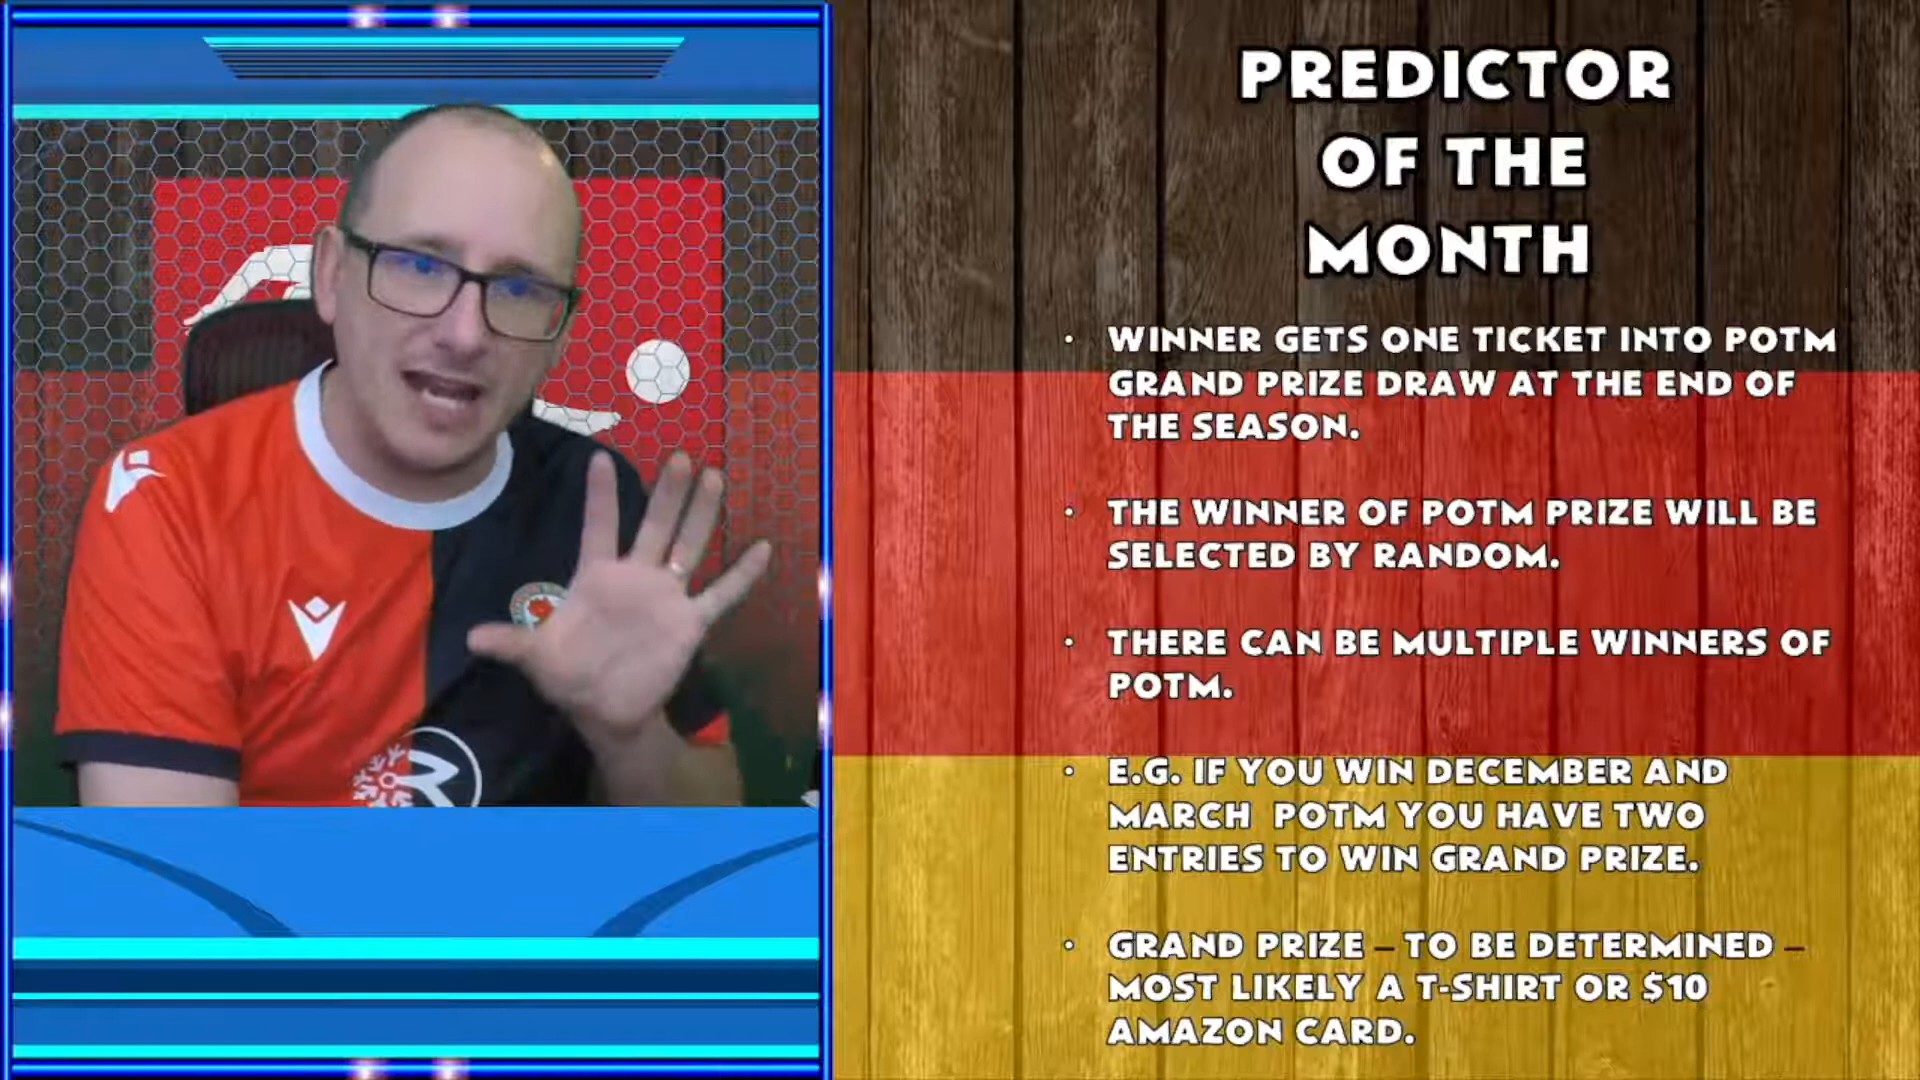 PREDICTOR
OF THE
MONTH
• WINNER GETS ONE TICKET INTO POTM
GRAND PRIZE DRAW AT THE END OF
THE SEASON.
• THE WINNER OF POTM PRIZE WILL BE
SELECTED BY RANDOM.
• THERE CAN BE MULTIPLE WINNERS OF
POTM.
• E.G. IF YOU WIN DECEMBER AND
MARCH POTM YOU HAVE TWO
ENTRIES TO WIN GRAND PRIZE.
• GRAND PRIZE – TO BE DETERMINED –
MOST LIKELY A T-SHIRT OR $10
AMAZON CARD.